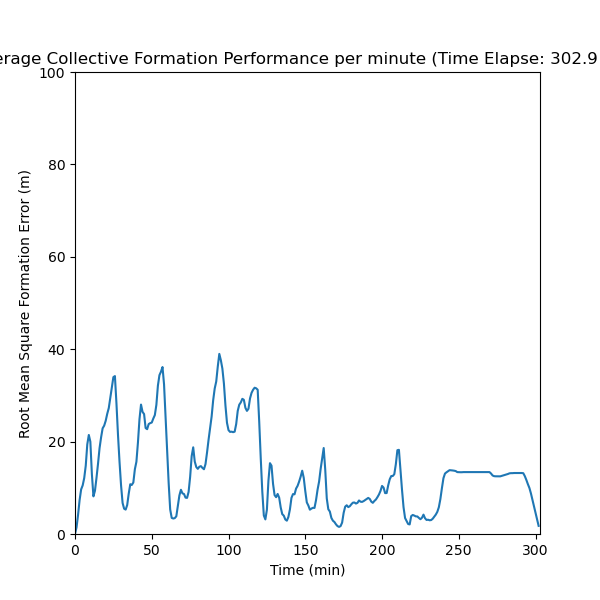 erage Collective Formation Performance per minute (Time Elapse: 302.9
100
80
60
40
20
0
Root Mean Square Formation Error (m)
0 50 100 150 200 250 300
Time (min)